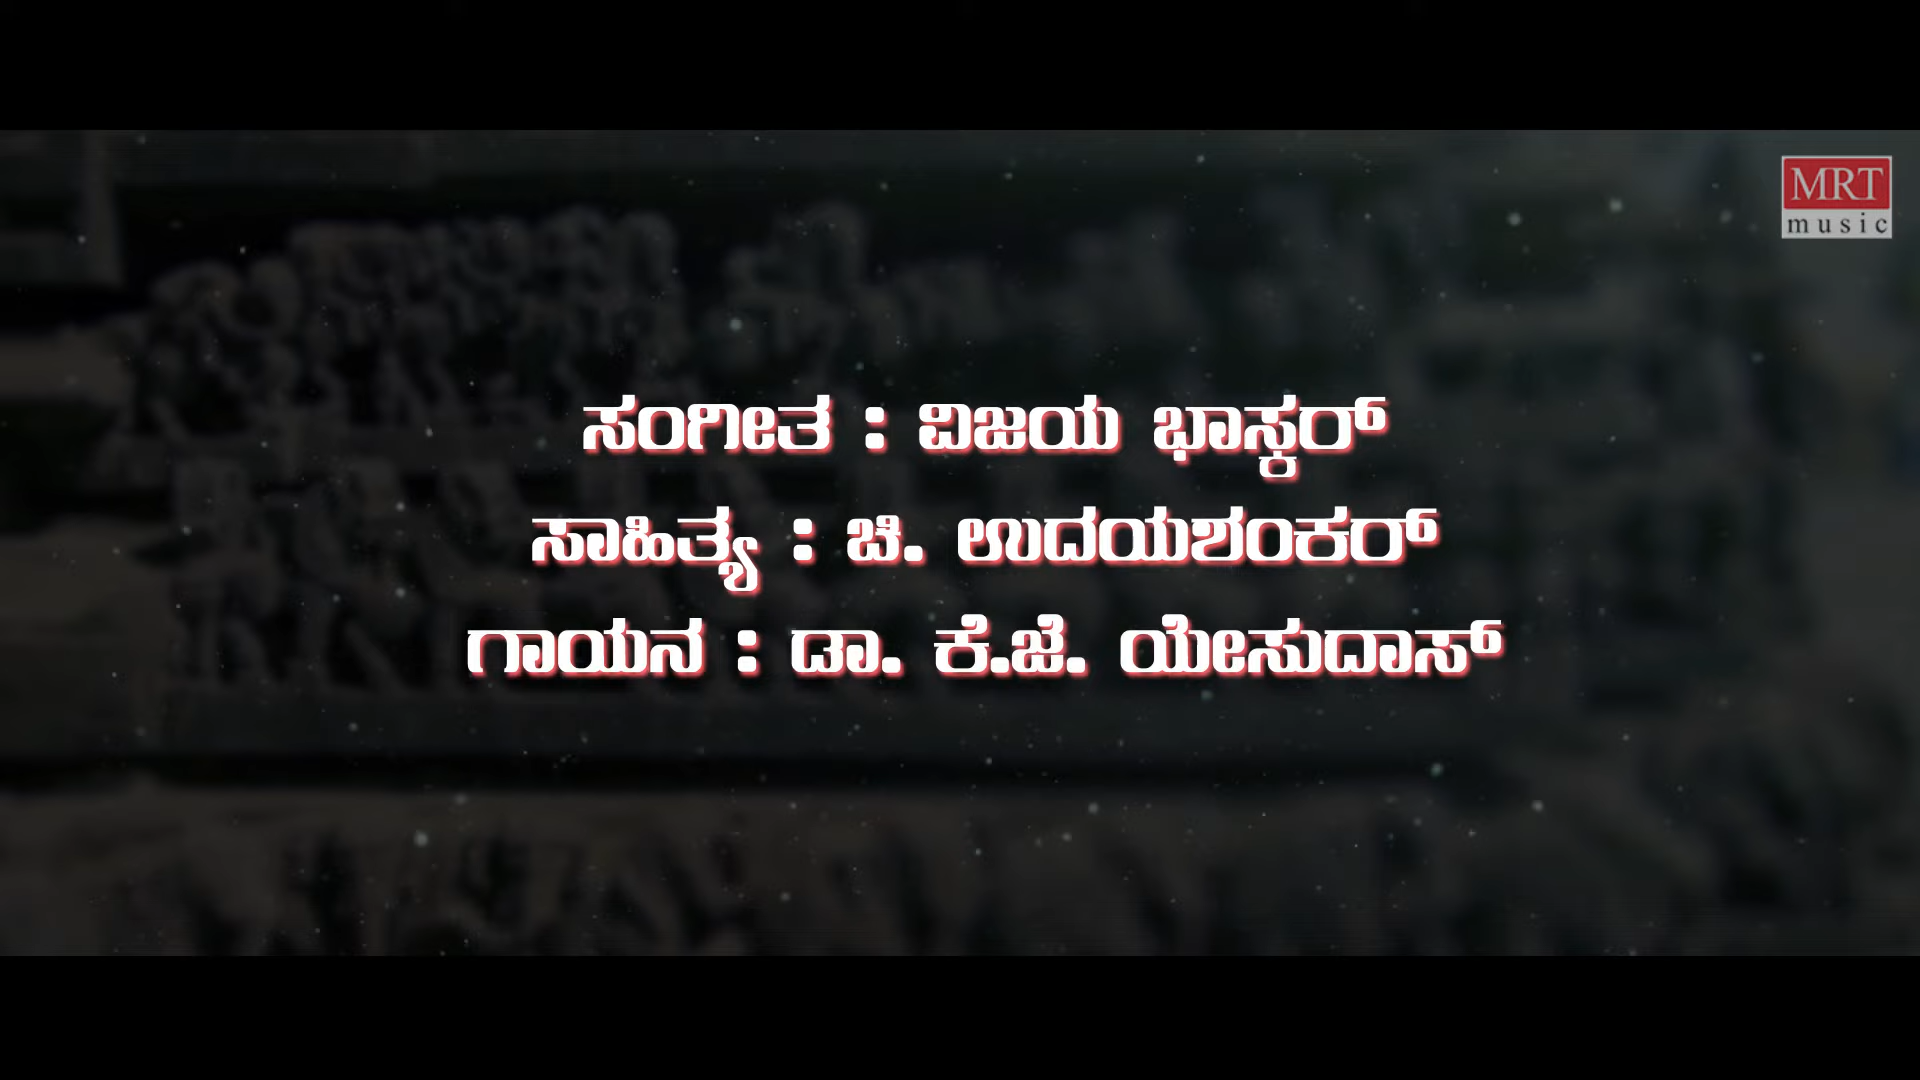 MRT
music
ಸಂಗೀತ : ವಿಜಯ ಭಾಸ್ಕರ್
ಸಾಹಿತ್ಯ : ಚಿ. ಉದಯಶಂಕರ್
ಗಾಯನ : ಡಾ. ಕೆ.ಜೆ. ಯೇಸುದಾಸ್